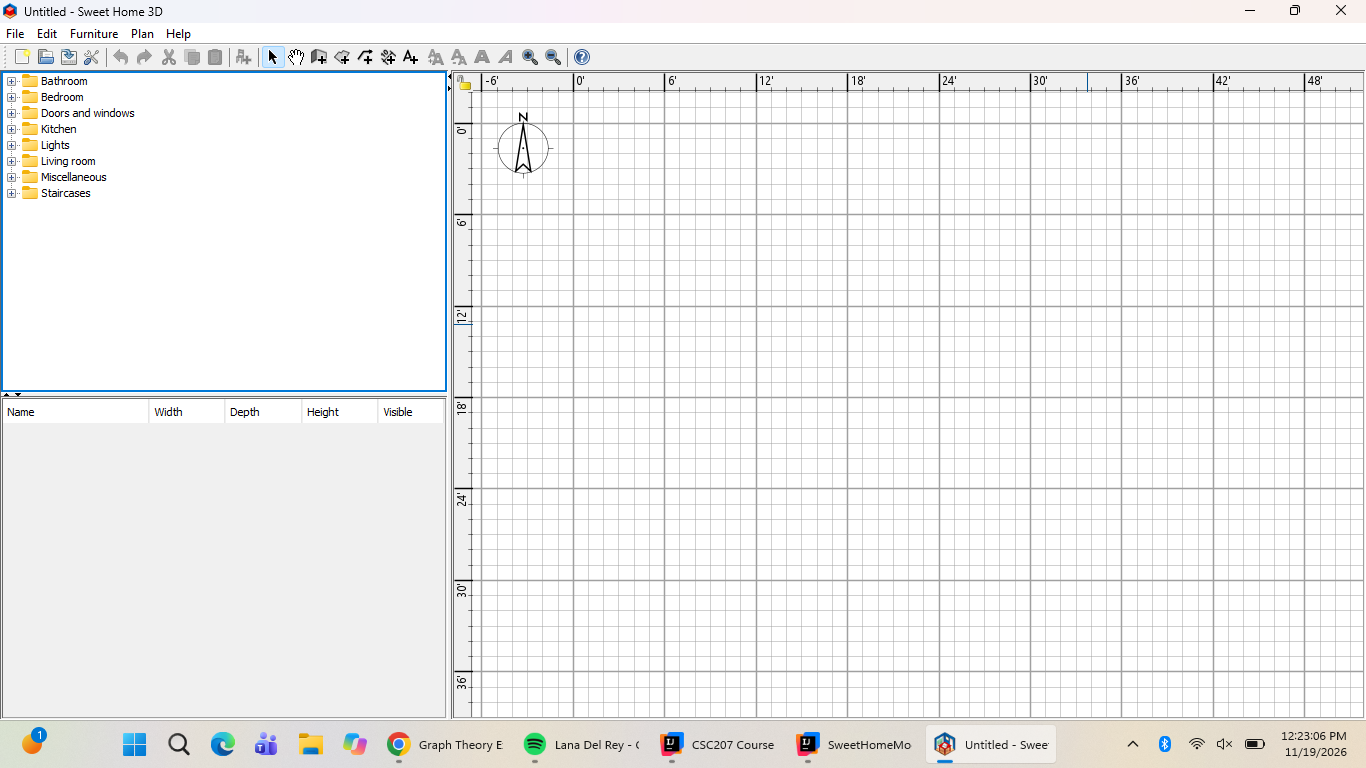 Untitled - Sweet Home 3D
File Edit Furniture Plan Help
Bathroom
Bedroom
Doors and windows
Kitchen
Lights
Living room
Miscellaneous
Staircases
Name Width Depth Height Visible
-6' 0' 6' 12' 18' 24' 30' 36' 42' 48'
0'
6'
12'
18'
24'
30'
36'
N
1
Graph Theory E
Lana Del Rey - (
CSC207 Course
SweetHomeMo
Untitled - Swee
12:23:06 PM
11/19/2026